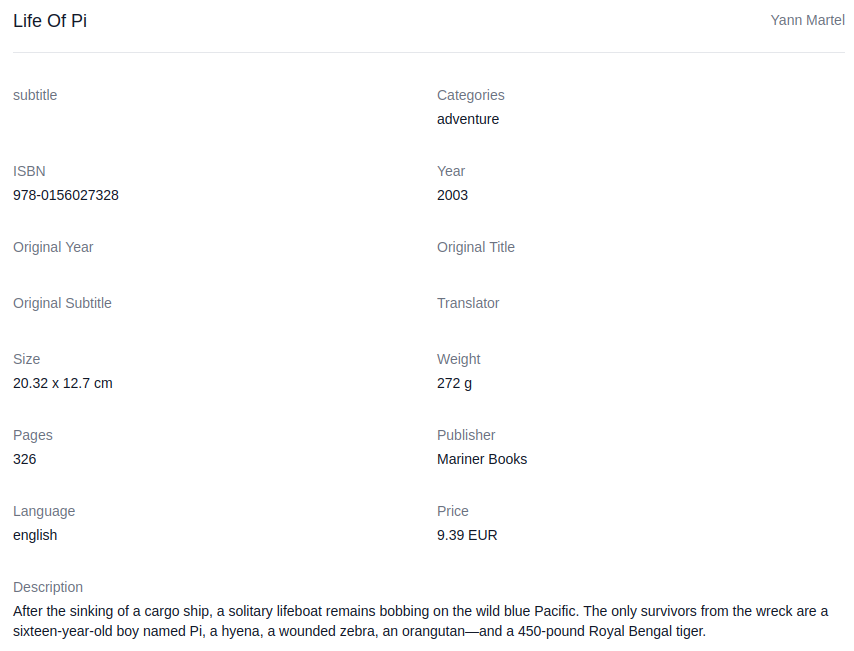 Life Of Pi
Yann Martel
subtitle
Categories
adventure
ISBN
978-0156027328
Year
2003
Original Year
Original Title
Original Subtitle
Translator
Size
20.32 x 12.7 cm
Weight
272 g
Pages
326
Publisher
Mariner Books
Language
english
Price
9.39 EUR
Description
After the sinking of a cargo ship, a solitary lifeboat remains bobbing on the wild blue Pacific. The only survivors from the wreck are a
sixteen-year-old boy named Pi, a hyena, a wounded zebra, an orangutan—and a 450-pound Royal Bengal tiger.